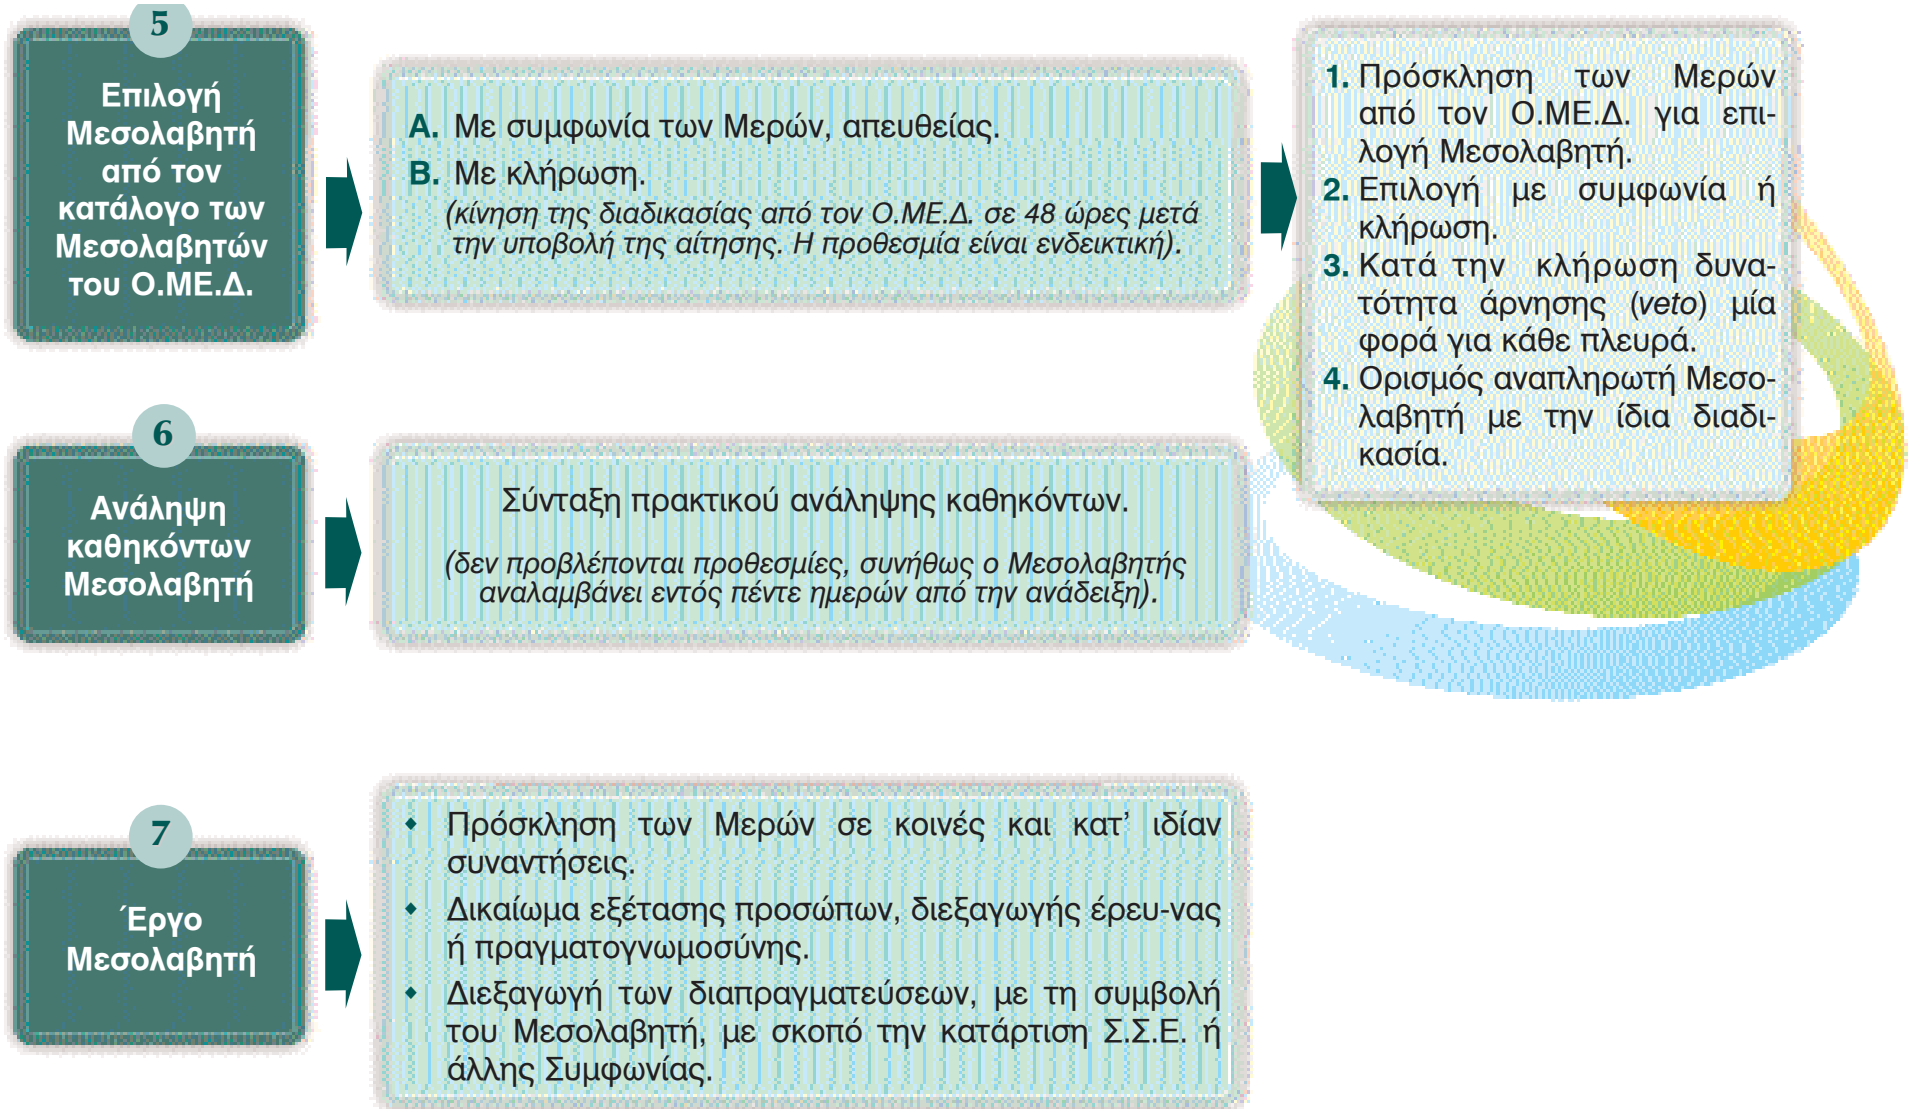 5
Επιλογή
Μεσολαβητή
από τον
κατάλογο των
Μεσολαβητών
του Ο.ΜΕ.Δ.
Α. Με συμφωνία των Μερών, απευθείας.
Β. Με κλήρωση.
(κίνηση της διαδικασίας από τον Ο.ΜΕ.Δ. σε 48 ώρες μετά
την υποβολή της αίτησης. Η προθεσμία είναι ενδεικτική).
1. Πρόσκληση των Μερών
από τον Ο.ΜΕ.Δ. για επι-
λογή Μεσολαβητή.
2. Επιλογή με συμφωνία ή
κλήρωση.
3. Κατά την κλήρωση δυνα-
τότητα άρνησης (veto) μία
φορά για κάθε πλευρά.
4. Ορισμός αναπληρωτή Μεσο-
λαβητή με την ίδια διαδι-
κασία.
6
Ανάληψη
καθηκόντων
Μεσολαβητή
Σύνταξη πρακτικού ανάληψης καθηκόντων.
(δεν προβλέπονται προθεσμίες, συνήθως ο Μεσολαβητής
αναλαμβάνει εντός πέντε ημερών από την ανάδειξη).
7
Έργο
Μεσολαβητή
◆ Πρόσκληση των Μερών σε κοινές και κατ’ ιδίαν
συναντήσεις.
◆ Δικαίωμα εξέτασης προσώπων, διεξαγωγής έρευ-νας
ή πραγματογνωμοσύνης.
◆ Διεξαγωγή των διαπραγματεύσεων, με τη συμβολή
του Μεσολαβητή, με σκοπό την κατάρτιση Σ.Σ.Ε. ή
άλλης Συμφωνίας.